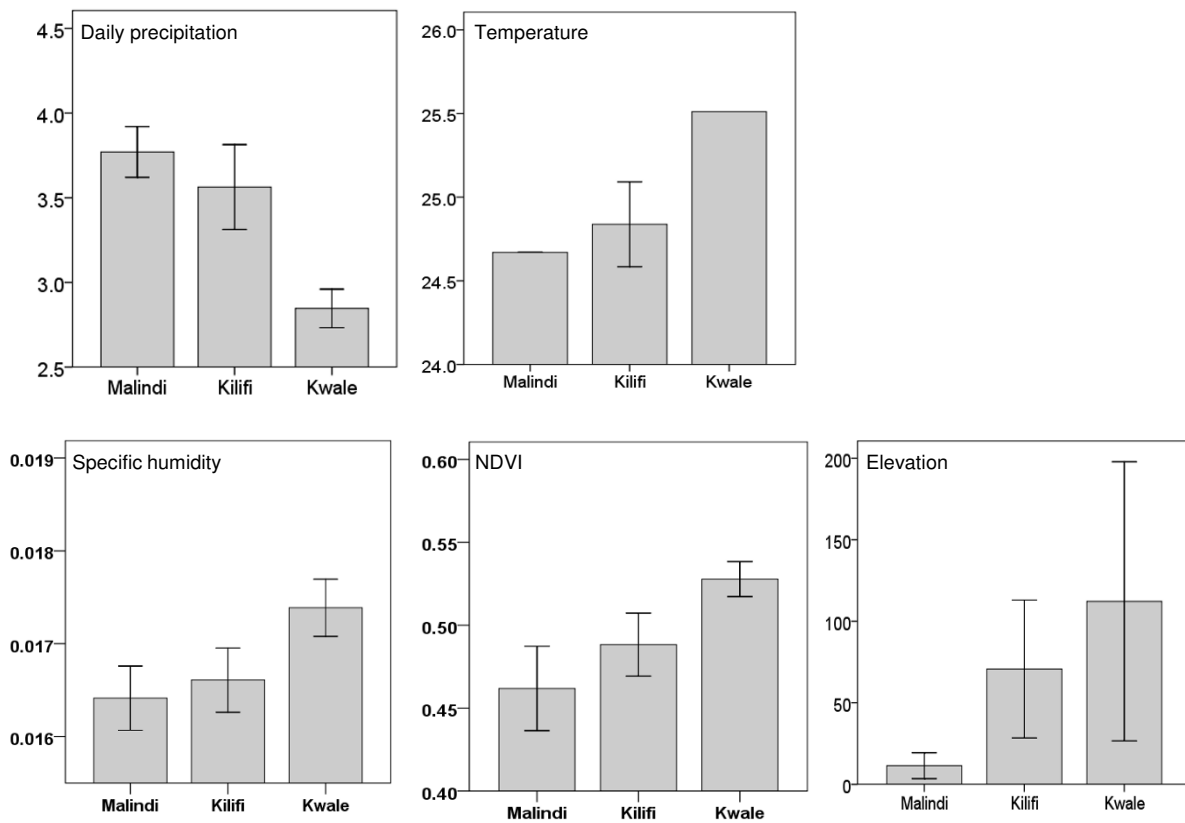 Daily precipitation
4.5
4.0
3.5
3.0
2.5
Malindi Kilifi Kwale
Temperature
26.0
25.5
25.0
24.5
24.0
Malindi Kilifi Kwale
Specific humidity
0.019
0.018
0.017
0.016
Malindi Kilifi Kwale
NDVI
0.60
0.55
0.50
0.45
0.40
Malindi Kilifi Kwale
Elevation
200
150
100
50
0
Malindi Kilifi Kwale